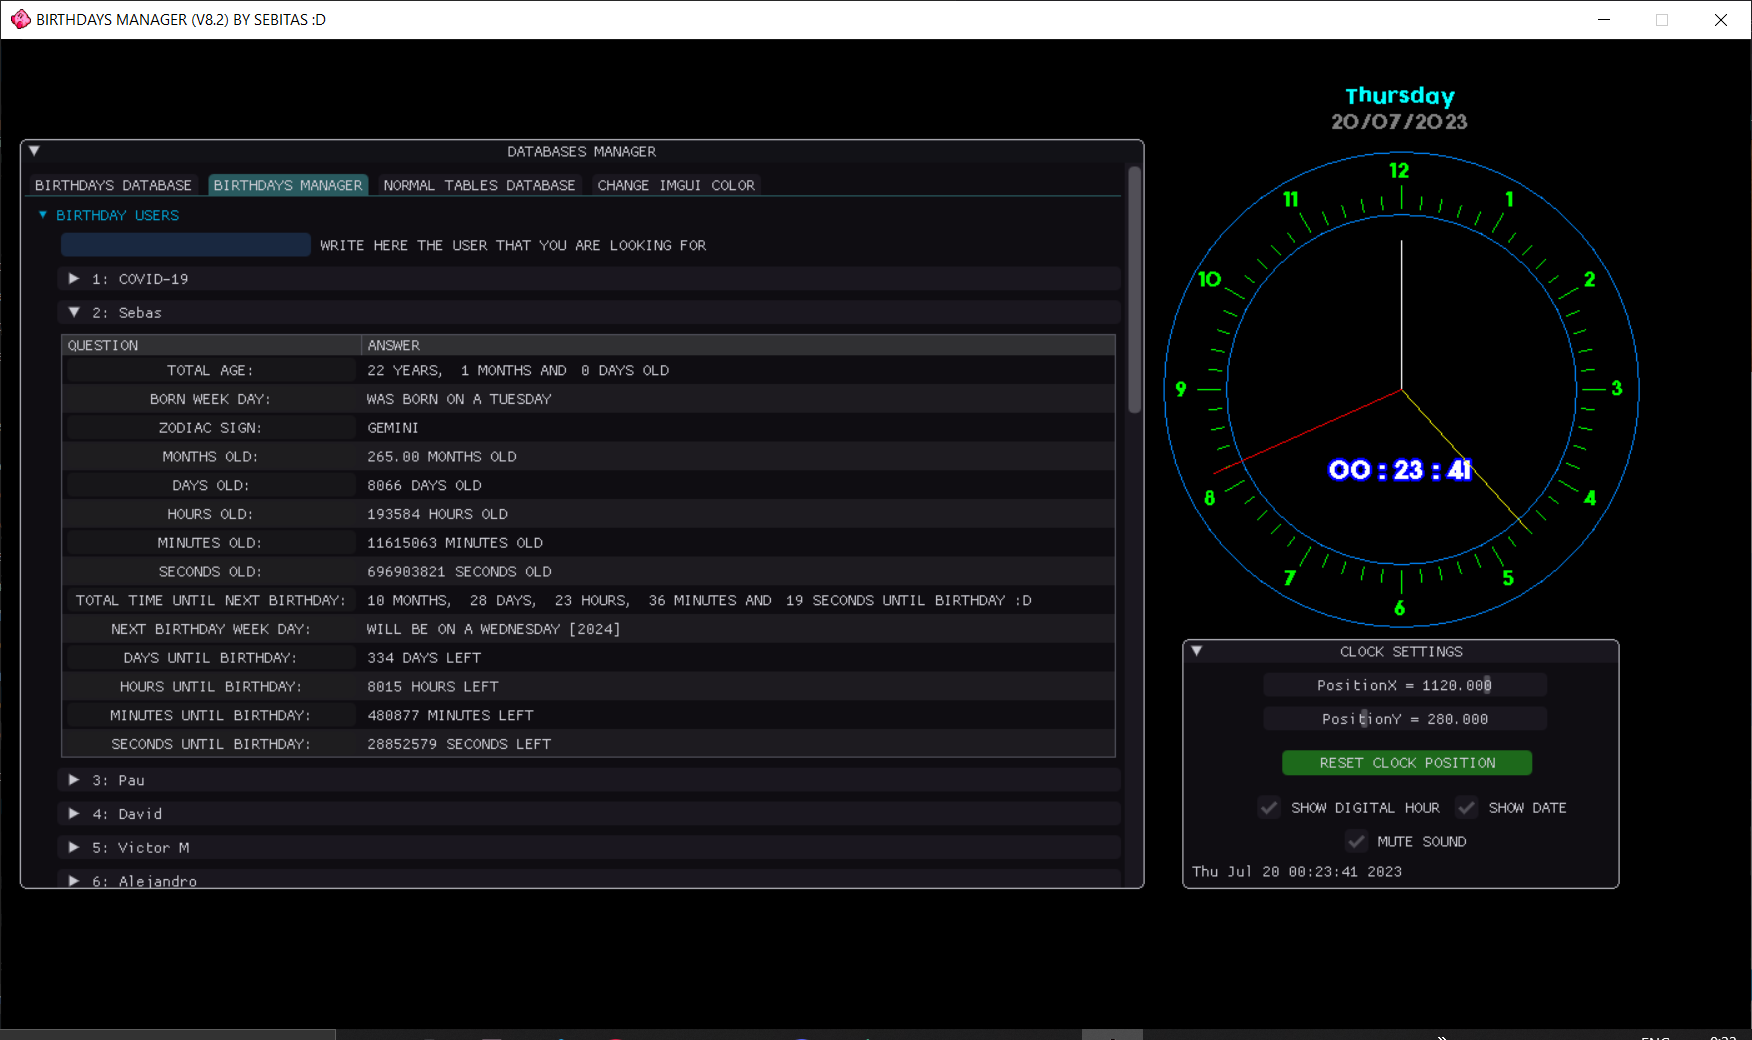 BIRTHDAYS MANAGER (V8.2) BY SEBITAS :D
DATABASES MANAGER
BIRTHDAYS DATABASE BIRTHDAYS MANAGER NORMAL TABLES DATABASE CHANGE IMGUI COLOR
BIRTHDAY USERS
WRITE HERE THE USER THAT YOU ARE LOOKING FOR
1: COVID-19
2: Sebas
QUESTION ANSWER
TOTAL AGE: 22 YEARS, 1 MONTHS AND 0 DAYS OLD
BORN WEEK DAY: WAS BORN ON A TUESDAY
ZODIAC SIGN: GEMINI
MONTHS OLD: 265.00 MONTHS OLD
DAYS OLD: 8066 DAYS OLD
HOURS OLD: 193584 HOURS OLD
MINUTES OLD: 11615063 MINUTES OLD
SECONDS OLD: 696903821 SECONDS OLD
TOTAL TIME UNTIL NEXT BIRTHDAY: 10 MONTHS, 28 DAYS, 23 HOURS, 36 MINUTES AND 19 SECONDS UNTIL BIRTHDAY :D
NEXT BIRTHDAY WEEK DAY: WILL BE ON A WEDNESDAY [2024]
DAYS UNTIL BIRTHDAY: 334 DAYS LEFT
HOURS UNTIL BIRTHDAY: 8015 HOURS LEFT
MINUTES UNTIL BIRTHDAY: 480877 MINUTES LEFT
SECONDS UNTIL BIRTHDAY: 28852579 SECONDS LEFT
3: Pau
4: David
5: Victor M
6: Alejandro
Thursday
20/07/2023
12
11 1
10 2
9 3
00 : 23 : 41
8 4
7 5
6
CLOCK SETTINGS
PositionX = 1120.000
PositionY = 280.000
RESET CLOCK POSITION
SHOW DIGITAL HOUR SHOW DATE
MUTE SOUND
Thu Jul 20 00:23:41 2023